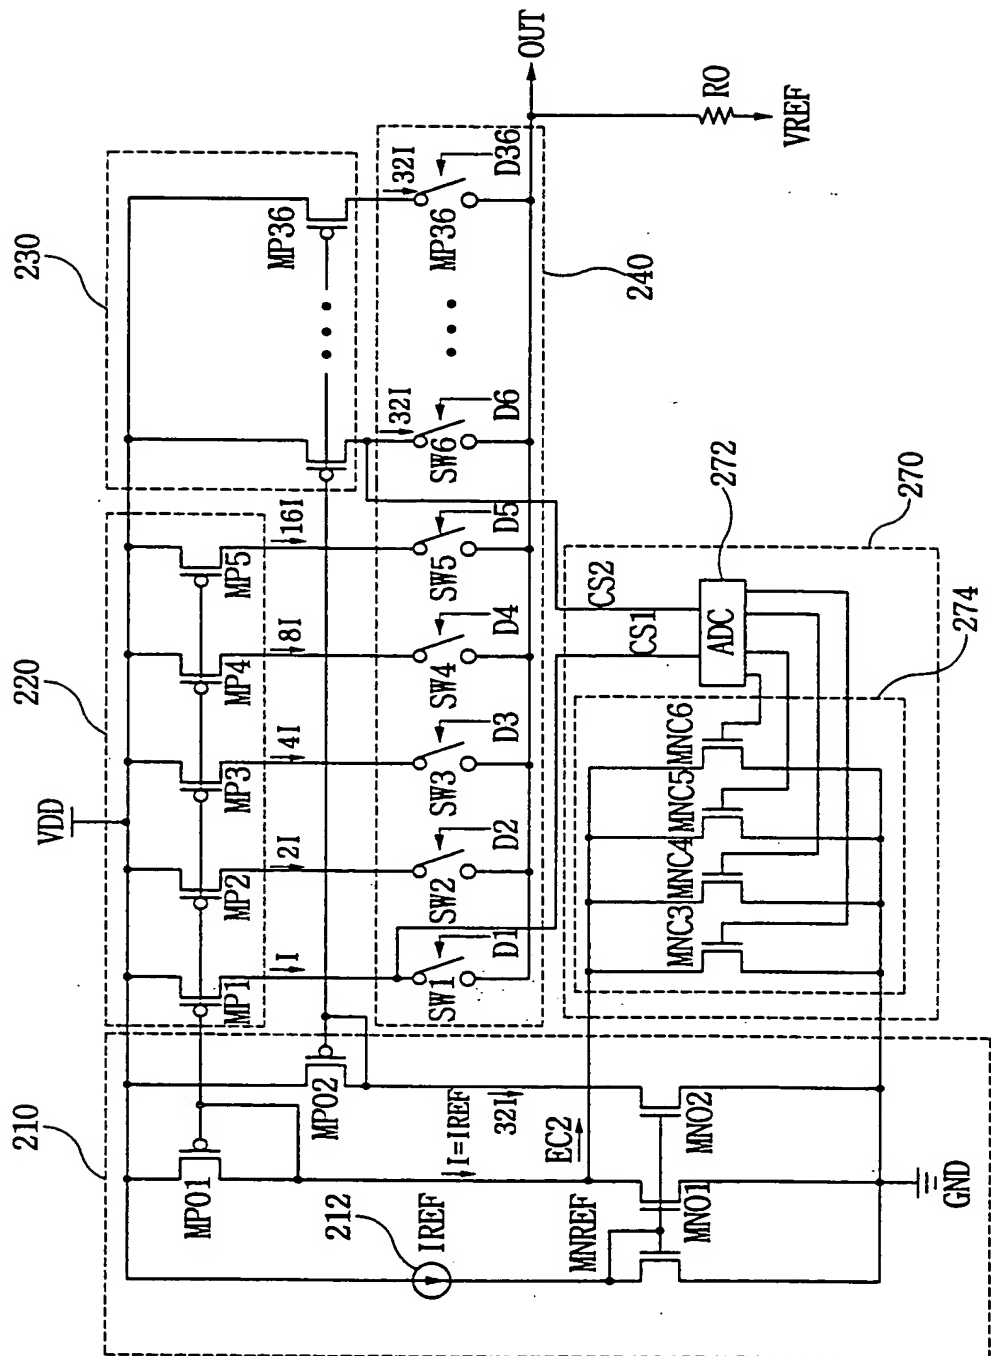 210
220
230
VDD
MP01
MP1
MP2
MP3
MP4
MP5
MP36
212
IREF
I=IREF
MP02
I
2I
4I
8I
16I
32I
32I
32I
SW1
D1
SW2
D2
SW3
D3
SW4
D4
SW5
D5
SW6
D6
MP36
D36
OUT
240
RO
VREF
EC2
CS1
CS2
272
ADC
270
274
MNREF
MNO1
MNO2
MNC3
MNC4
MNC5
MNC6
GND